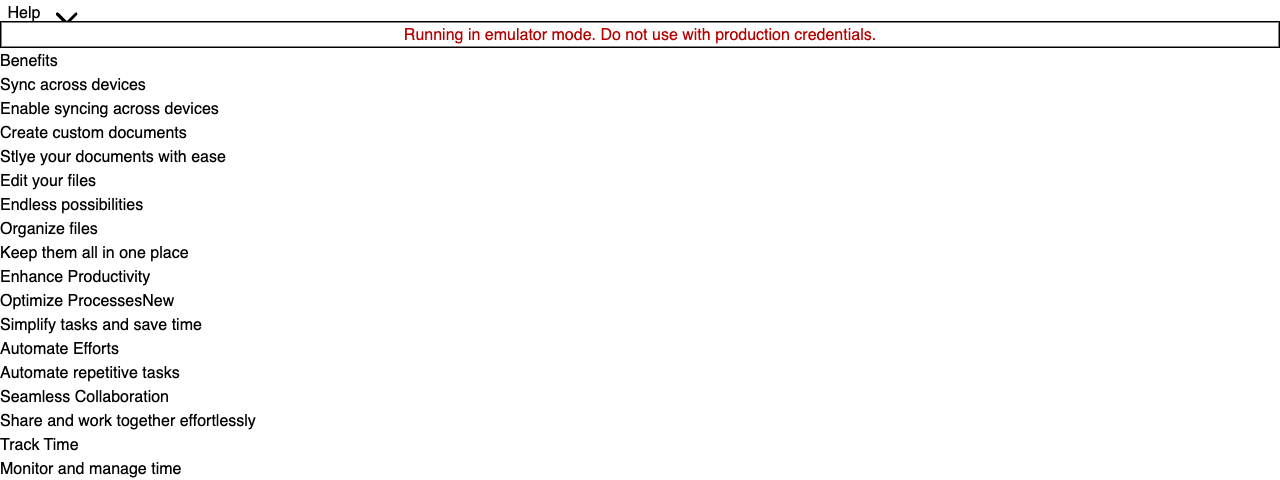 Help
Running in emulator mode. Do not use with production credentials.
Benefits
Sync across devices
Enable syncing across devices
Create custom documents
Stlye your documents with ease
Edit your files
Endless possibilities
Organize files
Keep them all in one place
Enhance Productivity
Optimize ProcessesNew
Simplify tasks and save time
Automate Efforts
Automate repetitive tasks
Seamless Collaboration
Share and work together effortlessly
Track Time
Monitor and manage time